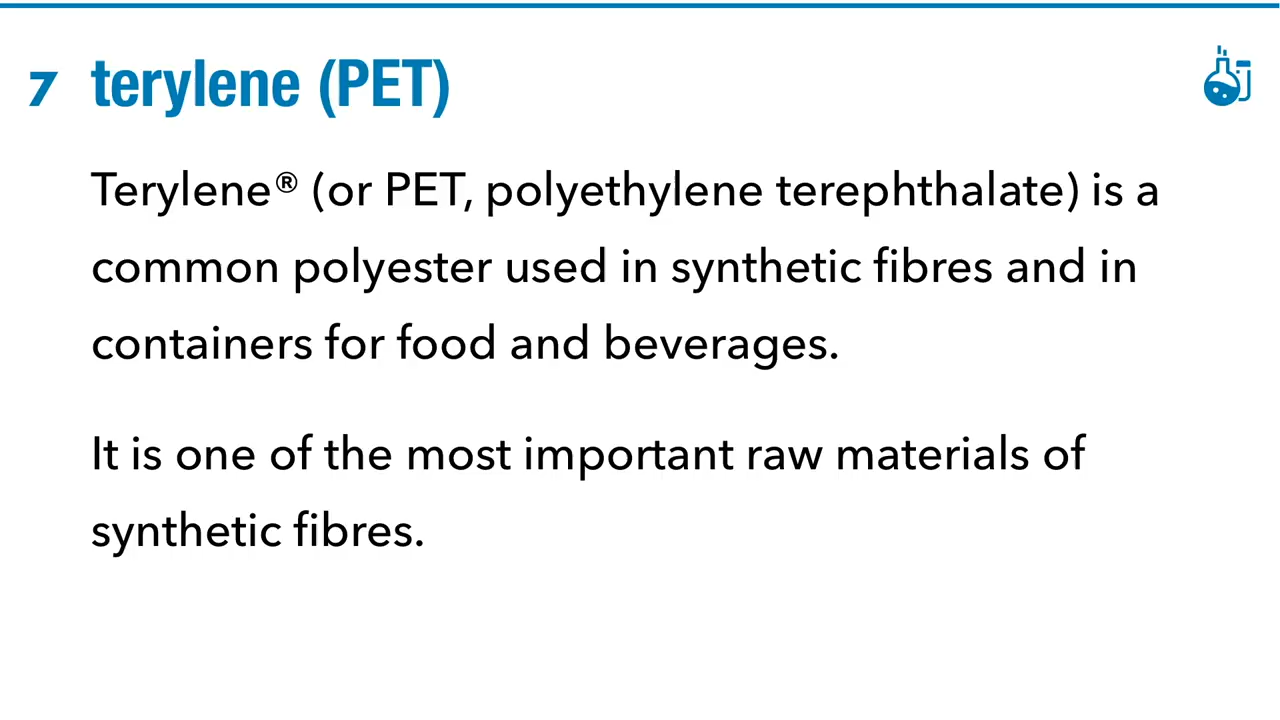 7 terylene (PET)
Terylene® (or PET, polyethylene terephthalate) is a
common polyester used in synthetic fibres and in
containers for food and beverages.
It is one of the most important raw materials of
synthetic fibres.